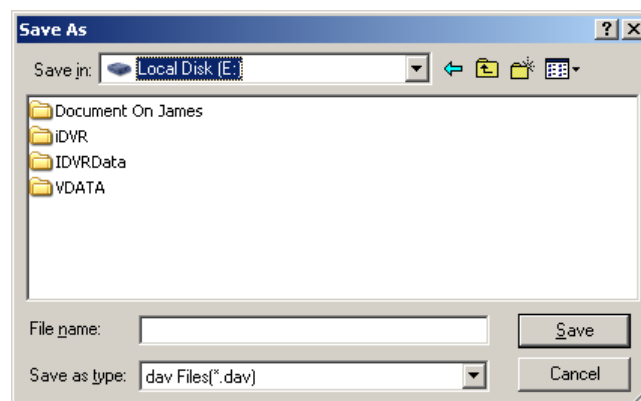 Save As
Save in: Local Disk (E:
Document On James
iDVR
IDVRData
VDATA
File name:
Save
Save as type: dav Files(*.dav)
Cancel